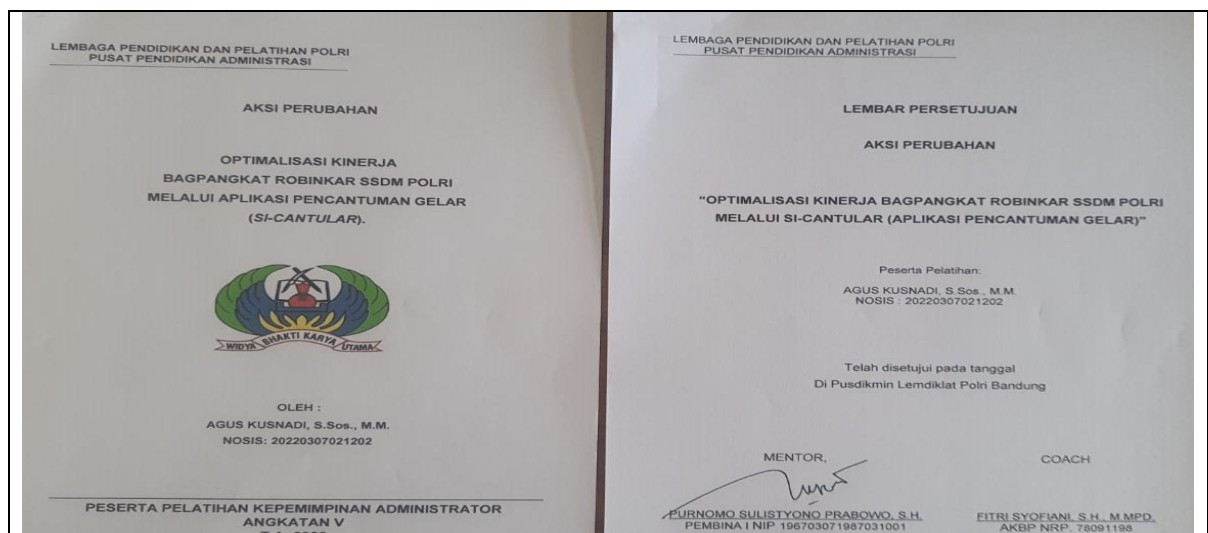 LEMBAGA PENDIDIKAN DAN PELATIHAN POLRI
PUSAT PENDIDIKAN ADMINISTRASI
AKSI PERUBAHAN
OPTIMALISASI KINERJA
BAGPANGKAT ROBINKAR SSDM POLRI
MELALUI APLIKASI PENCANTUMAN GELAR
(SI-CANTULAR).
WIDYA BHAKTI KARYA UTAMA
OLEH :
AGUS KUSNADI, S.Sos., M.M.
NOSIS: 20220307021202
PESERTA PELATIHAN KEPEMIMPINAN ADMINISTRATOR
ANGKATAN V
LEMBAGA PENDIDIKAN DAN PELATIHAN POLRI
PUSAT PENDIDIKAN ADMINISTRASI
LEMBAR PERSETUJUAN
AKSI PERUBAHAN
"OPTIMALISASI KINERJA BAGPANGKAT ROBINKAR SSDM POLRI
MELALUI SI-CANTULAR (APLIKASI PENCANTUMAN GELAR)"
Peserta Pelatihan:
AGUS KUSNADI, S.Sos., M.M.
NOSIS : 20220307021202
Telah disetujui pada tanggal
Di Pusdikmin Lemdiklat Polri Bandung
MENTOR, COACH
PURNOMO SULISTYONO PRABOWO, S.H. FITRI SYOFIANI, S.H., M.MPD.
PEMBINA I NIP 196703071987031001 AKBP NRP. 78091198